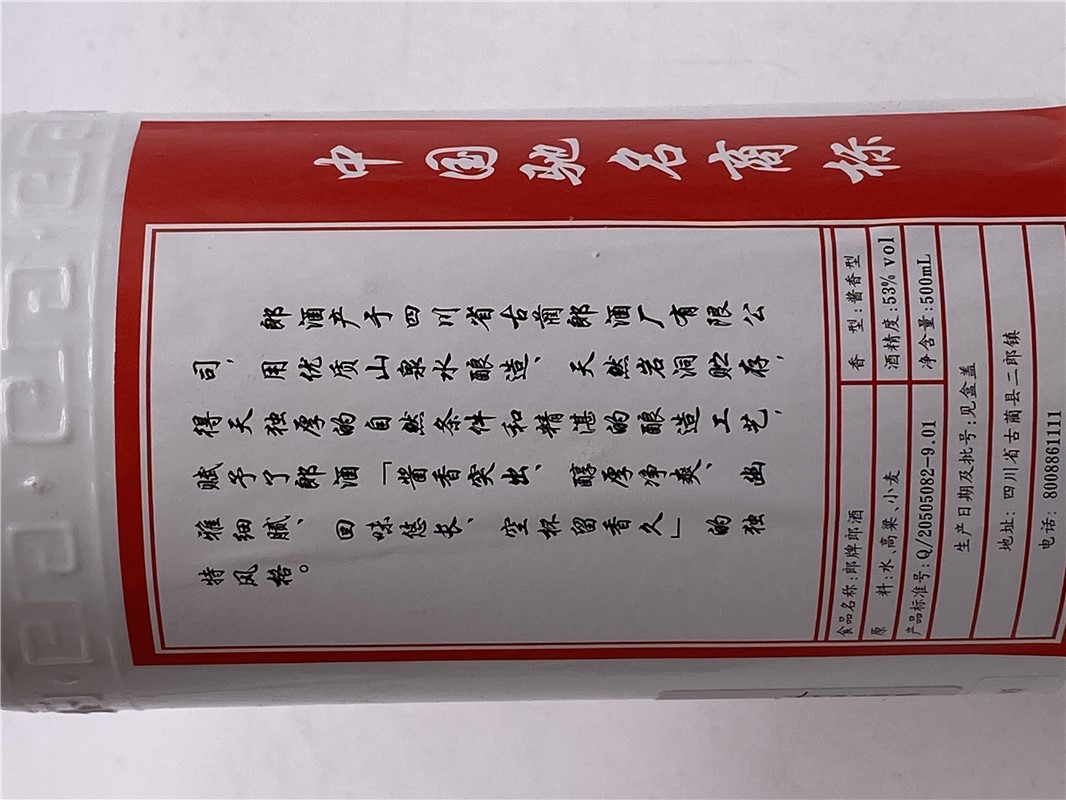 中国驰名商标
郎酒产于四川省古蔺郎酒厂有限公
司，用优质山泉水酿造、天然岩洞贮存，
得天独厚的自然条件和精湛的酿造工艺，
赋予了郎酒「酱香突出、醇厚净爽、幽
雅细腻、回味悠长、空杯留香久」的独
特风格。
食品名称：郎牌郎酒
香 型：酱香型
原 料：水、高粱、小麦
酒精度：53% vol
产品标准号：Q/20505082-9.01
净含量：500mL
生产日期及批号：见盒盖
地址：四川省古蔺县二郎镇
电话：8008861111